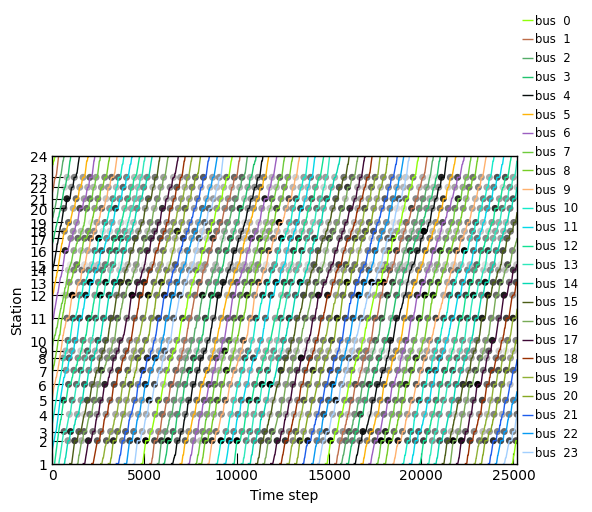 bus 0
bus 1
bus 2
bus 3
bus 4
bus 5
bus 6
bus 7
bus 8
bus 9
bus 10
bus 11
bus 12
bus 13
bus 14
bus 15
bus 16
bus 17
bus 18
bus 19
bus 20
bus 21
bus 22
bus 23
24
23
22
21
20
19
18
17
16
15
14
13
12
11
10
9
8
7
6
5
4
3
2
1
Station
0 5000 10000 15000 20000 25000
Time step